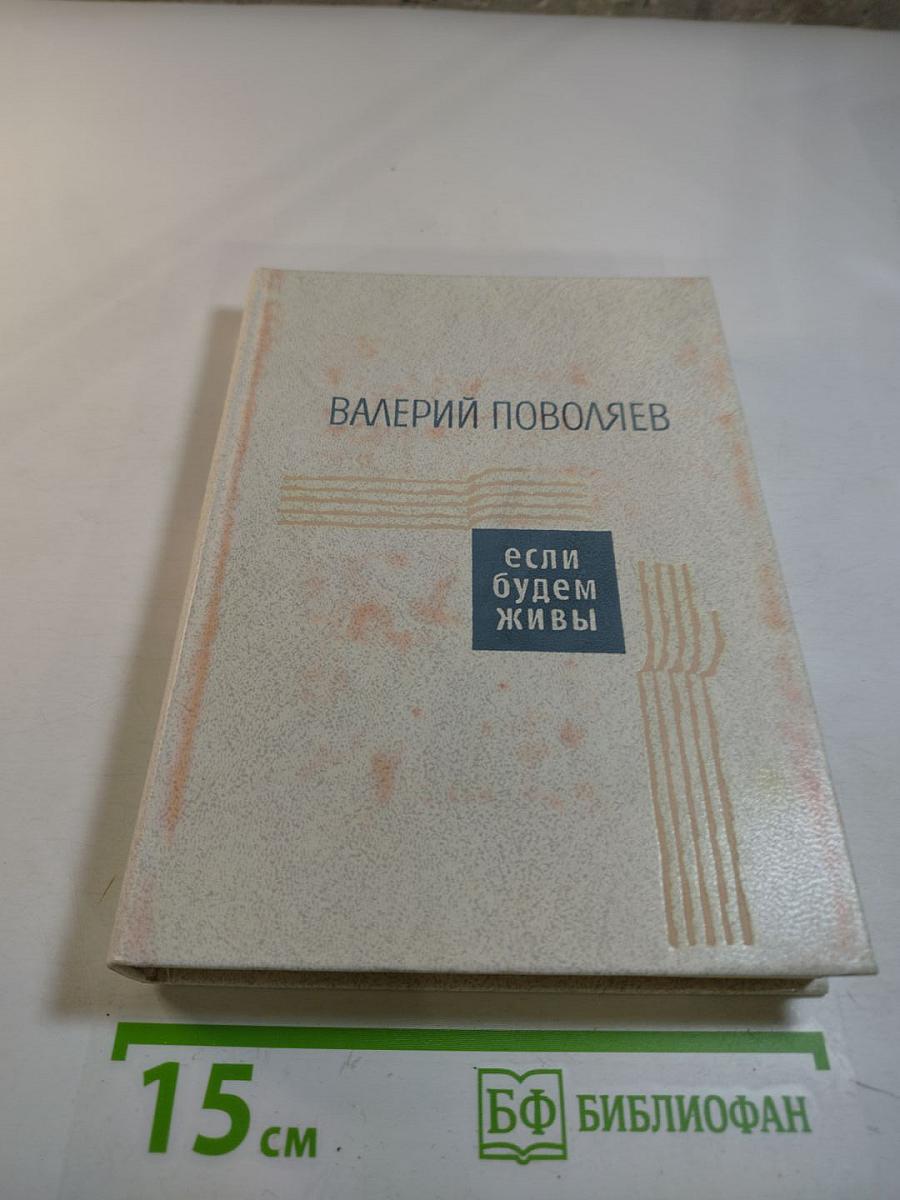 ВАЛЕРИЙ ПОВОЛЯЕВ
если
будем
живы
15 см
БФ БИБЛИОФАН